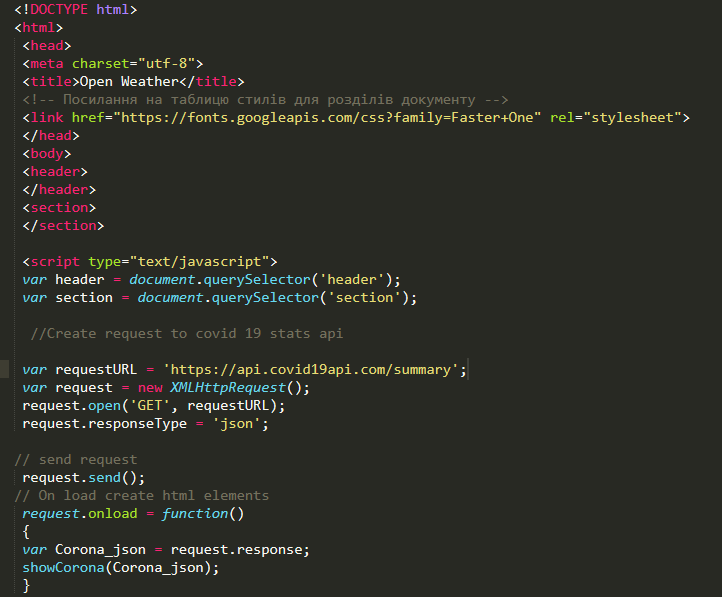 <!DOCTYPE html>
<html>
<head>
<meta charset="utf-8">
<title>Open Weather</title>
<!-- Посилання на таблицю стилів для розділів документу -->
<link href="https://fonts.googleapis.com/css?family=Faster+One" rel="stylesheet">
</head>
<body>
<header>
</header>
<section>
</section>
<script type="text/javascript">
var header = document.querySelector('header');
var section = document.querySelector('section');
//Create request to covid 19 stats api
var requestURL = 'https://api.covid19api.com/summary';
var request = new XMLHttpRequest();
request.open('GET', requestURL);
request.responseType = 'json';
// send request
request.send();
// On load create html elements
request.onload = function()
{
var Corona_json = request.response;
showCorona(Corona_json);
}